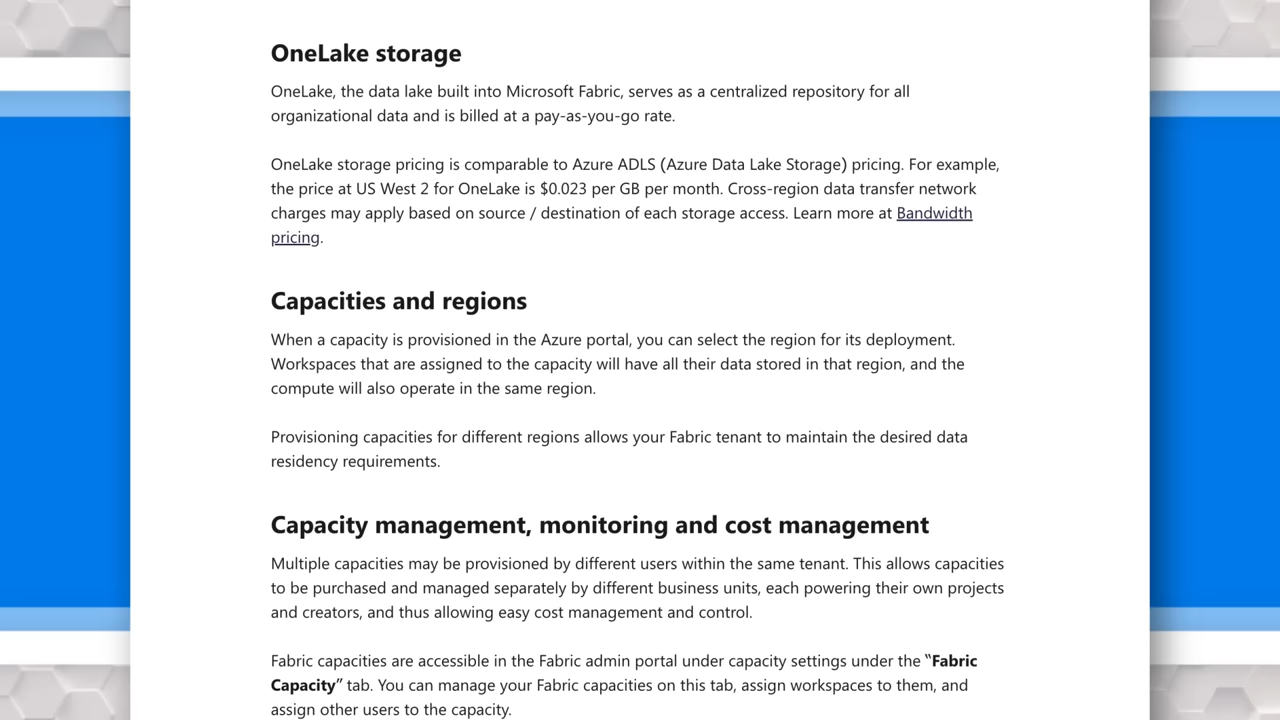 OneLake storage
OneLake, the data lake built into Microsoft Fabric, serves as a centralized repository for all
organizational data and is billed at a pay-as-you-go rate.
OneLake storage pricing is comparable to Azure ADLS (Azure Data Lake Storage) pricing. For example,
the price at US West 2 for OneLake is $0.023 per GB per month. Cross-region data transfer network
charges may apply based on source / destination of each storage access. Learn more at Bandwidth
pricing.
Capacities and regions
When a capacity is provisioned in the Azure portal, you can select the region for its deployment.
Workspaces that are assigned to the capacity will have all their data stored in that region, and the
compute will also operate in the same region.
Provisioning capacities for different regions allows your Fabric tenant to maintain the desired data
residency requirements.
Capacity management, monitoring and cost management
Multiple capacities may be provisioned by different users within the same tenant. This allows capacities
to be purchased and managed separately by different business units, each powering their own projects
and creators, and thus allowing easy cost management and control.
Fabric capacities are accessible in the Fabric admin portal under capacity settings under the “Fabric
Capacity” tab. You can manage your Fabric capacities on this tab, assign workspaces to them, and
assign other users to the capacity.